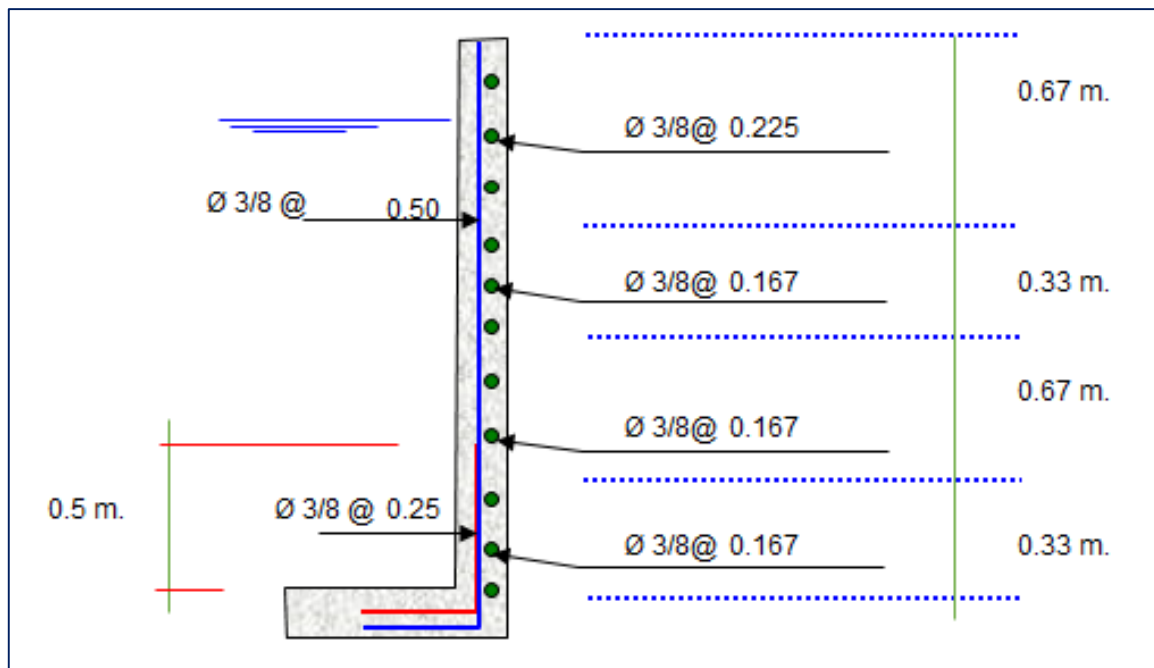 0.67 m.
Ø 3/8@ 0.225
Ø 3/8 @ 0.50
0.33 m.
Ø 3/8@ 0.167
0.67 m.
Ø 3/8@ 0.167
0.5 m.
Ø 3/8 @ 0.25
Ø 3/8@ 0.167
0.33 m.